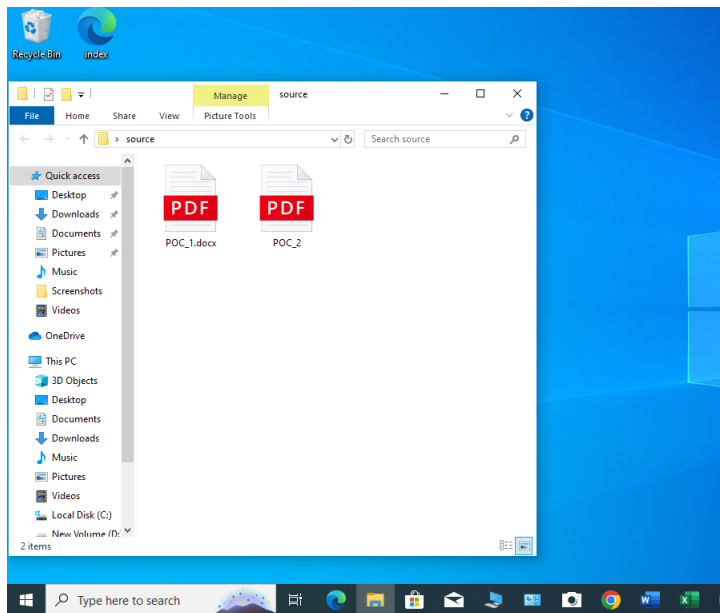 Recycle Bin
index
Manage
source
File
Home
Share
View
Picture Tools
source
Search source
Quick access
Desktop
Downloads
Documents
Pictures
Music
Screenshots
Videos
OneDrive
This PC
3D Objects
Desktop
Documents
Downloads
Music
Pictures
Videos
Local Disk (C:)
New Volume (D:
PDF
PDF
POC_1.docx
POC_2
2 items
Type here to search